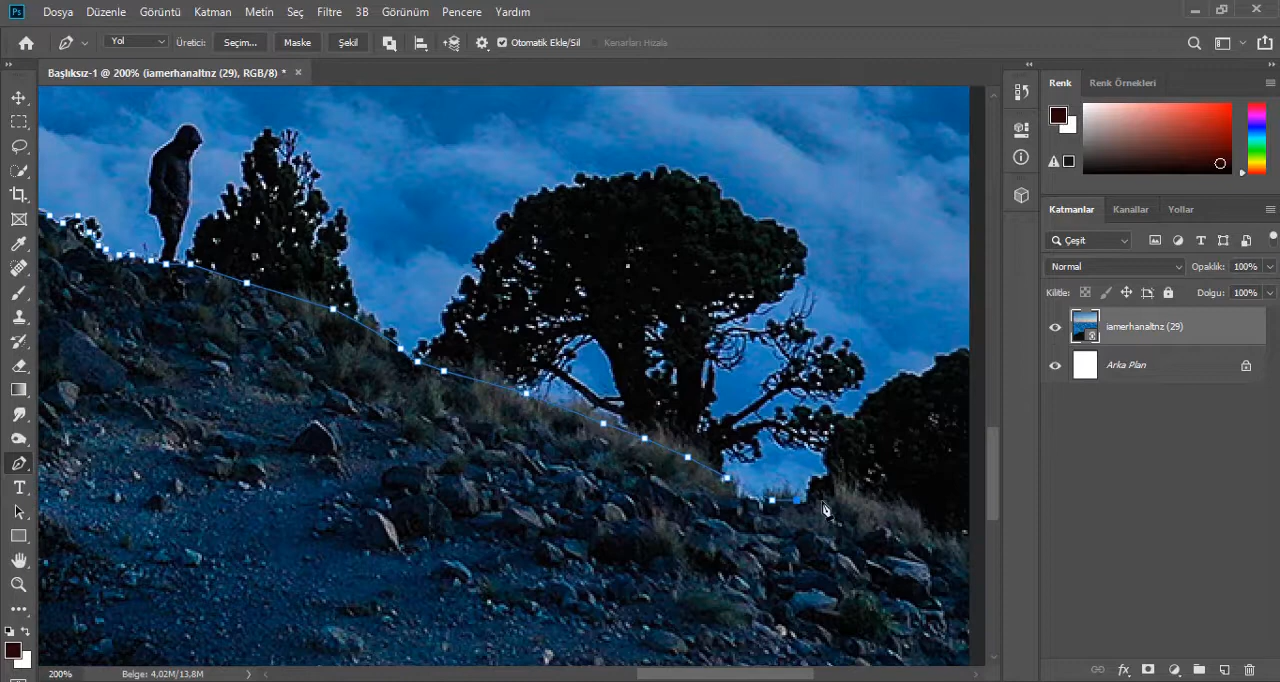 Ps Dosya Düzenle Görüntü Katman Metin Seç Filtre 3B Görünüm Pencere Yardım
Yol Üretici: Seçim... Maske Şekil Otomatik Ekle/Sil Kenarları Hizala
Başlıksız-1 @ 200% (iamerhanaltnz (29), RGB/8) * ×
Renk Renk Örnekleri
Katmanlar Kanallar Yollar
Çeşit
Normal Opaklık: 100%
Kilitle: Dolgu: 100%
iamerhanaltnz (29)
Arka Plan
T
200% Belge: 4,02M/13,8M
fx